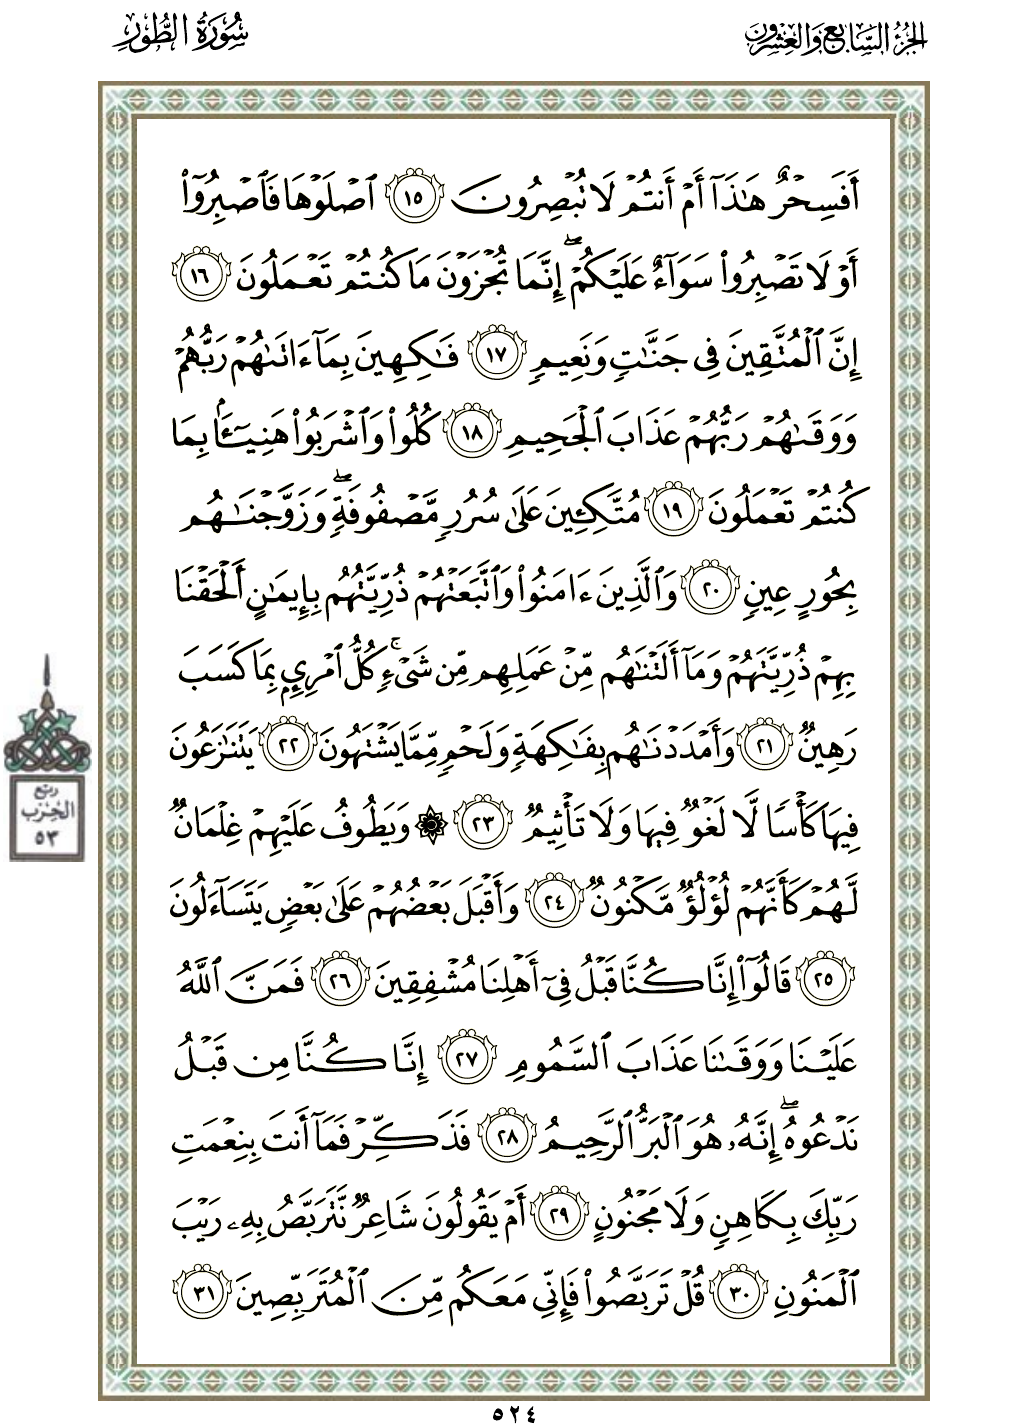 الجزء السابع والعشرون
سورة الطور
أَفَسِحْرٌ هَٰذَآ أَمْ أَنتُمْ لَا تُبْصِرُونَ ١٥ ٱصْلَوْهَا فَٱصْبِرُوٓا۟
أَوْ لَا تَصْبِرُوا۟ سَوَآءٌ عَلَيْكُمْ ۖ إِنَّمَا تُجْزَوْنَ مَا كُنتُمْ تَعْمَلُونَ ١٦
إِنَّ ٱلْمُتَّقِينَ فِى جَنَّٰتٍ وَنَعِيمٍ ١٧ فَٰكِهِينَ بِمَآ ءَاتَىٰهُمْ رَبُّهُمْ
وَوَقَىٰهُمْ رَبُّهُمْ عَذَابَ ٱلْجَحِيمِ ١٨ كُلُوا۟ وَٱشْرَبُوا۟ هَنِيٓـًٔۢا بِمَا
كُنتُمْ تَعْمَلُونَ ١٩ مُتَّكِـِٔينَ عَلَىٰ سُرُرٍ مَّصْفُوفَةٍ ۖ وَزَوَّجْنَٰهُم
بِحُورٍ عِينٍ ٢٠ وَٱلَّذِينَ ءَامَنُوا۟ وَٱتَّبَعَتْهُمْ ذُرِّيَّتُهُم بِإِيمَٰنٍ أَلْحَقْنَا
بِهِمْ ذُرِّيَّتَهُمْ وَمَآ أَلَتْنَٰهُم مِّنْ عَمَلِهِم مِّن شَىْءٍ ۚ كُلُّ ٱمْرِئٍۭ بِمَا كَسَبَ
رَهِينٌ ٢١ وَأَمْدَدْنَٰهُم بِفَٰكِهَةٍ وَلَحْمٍ مِّمَّا يَشْتَهُونَ ٢٢ يَتَنَٰزَعُونَ
فِيهَا كَأْسًا لَّا لَغْوٌ فِيهَا وَلَا تَأْثِيمٌ ٢٣ ۞ وَيَطُوفُ عَلَيْهِمْ غِلْمَانٌ
لَّهُمْ كَأَنَّهُمْ لُؤْلُؤٌ مَّكْنُونٌ ٢٤ وَأَقْبَلَ بَعْضُهُمْ عَلَىٰ بَعْضٍ يَتَسَآءَلُونَ
٢٥ قَالُوٓا۟ إِنَّا كُنَّا قَبْلُ فِىٓ أَهْلِنَا مُشْفِقِينَ ٢٦ فَمَنَّ ٱللَّهُ
عَلَيْنَا وَوَقَىٰنَا عَذَابَ ٱلسَّمُومِ ٢٧ إِنَّا كُنَّا مِن قَبْلُ
نَدْعُوهُ ۖ إِنَّهُۥ هُوَ ٱلْبَرُّ ٱلرَّحِيمُ ٢٨ فَذَكِّرْ فَمَآ أَنتَ بِنِعْمَتِ
رَبِّكَ بِكَاهِنٍ وَلَا مَجْنُونٍ ٢٩ أَمْ يَقُولُونَ شَاعِرٌ نَّتَرَبَّصُ بِهِۦ رَيْبَ
ٱلْمَنُونِ ٣٠ قُلْ تَرَبَّصُوا۟ فَإِنِّى مَعَكُم مِّنَ ٱلْمُتَرَبِّصِينَ ٣١
ربع
الحزب
٥٣
٥٢٤